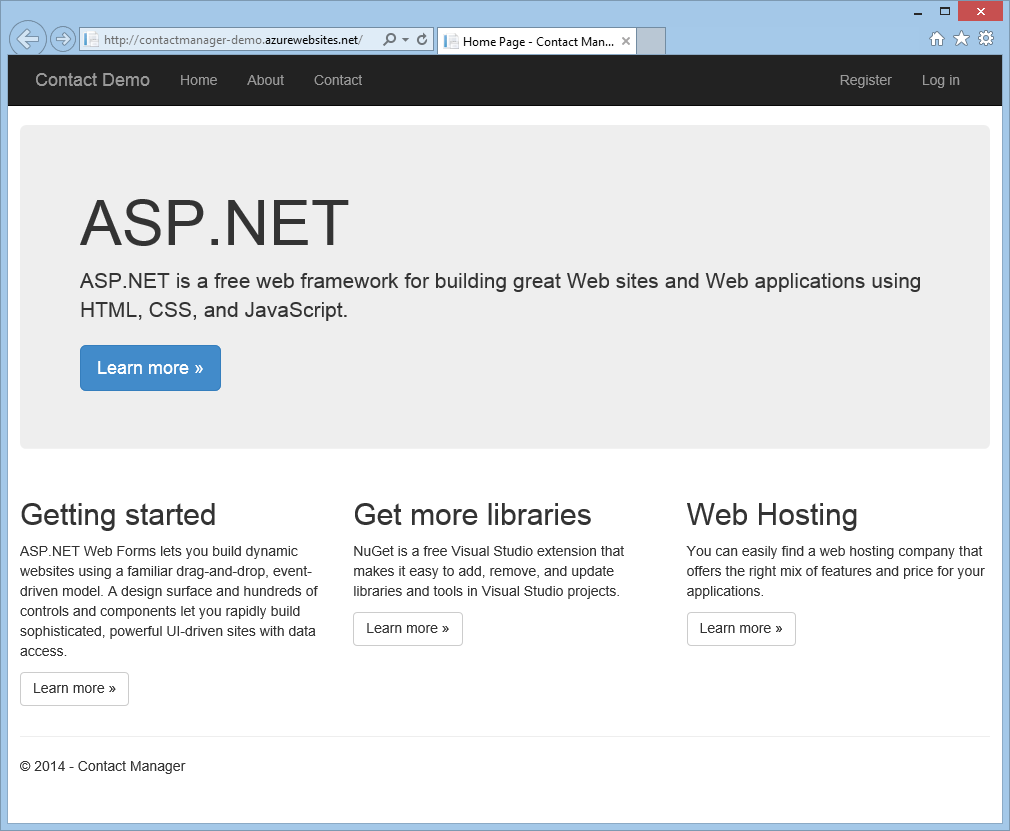 http://contactmanager-demo.azurewebsites.net/
Home Page - Contact Man...
Contact Demo
Home
About
Contact
Register
Log in
ASP.NET
ASP.NET is a free web framework for building great Web sites and Web applications using
HTML, CSS, and JavaScript.
Learn more »
Getting started
ASP.NET Web Forms lets you build dynamic
websites using a familiar drag-and-drop, event-
driven model. A design surface and hundreds of
controls and components let you rapidly build
sophisticated, powerful UI-driven sites with data
access.
Learn more »
Get more libraries
NuGet is a free Visual Studio extension that
makes it easy to add, remove, and update
libraries and tools in Visual Studio projects.
Learn more »
Web Hosting
You can easily find a web hosting company that
offers the right mix of features and price for your
applications.
Learn more »
© 2014 - Contact Manager